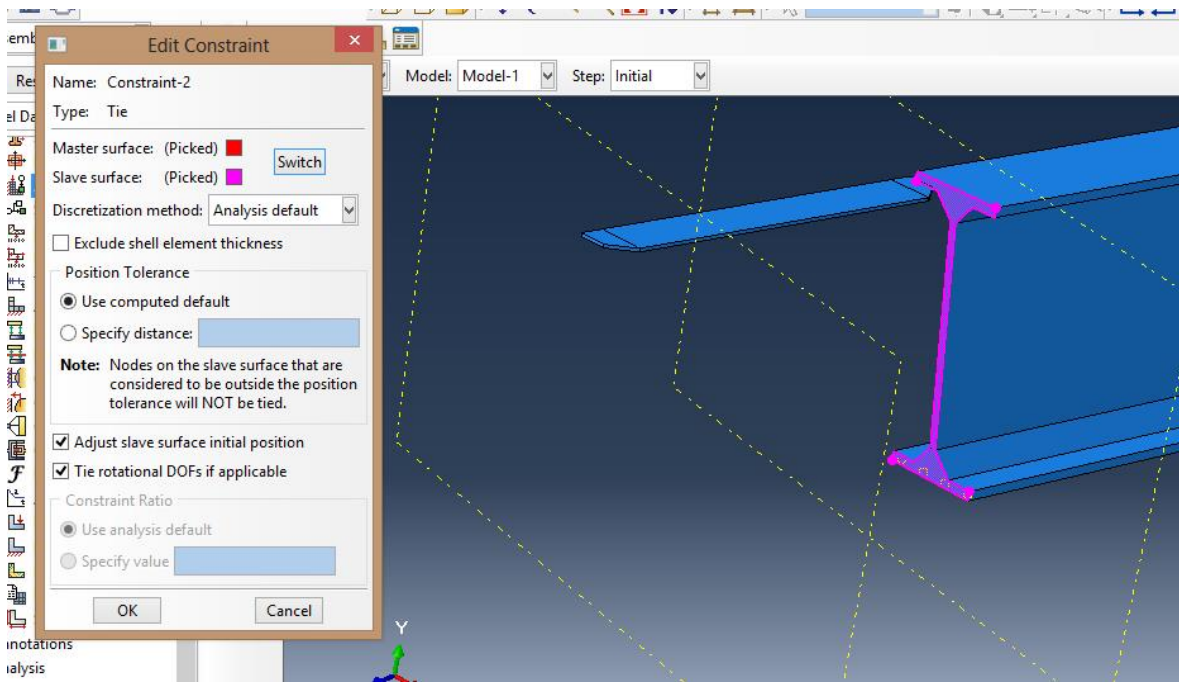 Edit Constraint
Name: Constraint-2
Type: Tie
Master surface: (Picked)
Switch
Slave surface: (Picked)
Discretization method: Analysis default
Exclude shell element thickness
Position Tolerance
Use computed default
Specify distance:
Note: Nodes on the slave surface that are
considered to be outside the position
tolerance will NOT be tied.
Adjust slave surface initial position
Tie rotational DOFs if applicable
Constraint Ratio
Use analysis default
Specify value
OK Cancel
Model: Model-1 Step: Initial
Y
nnotations
nalysis